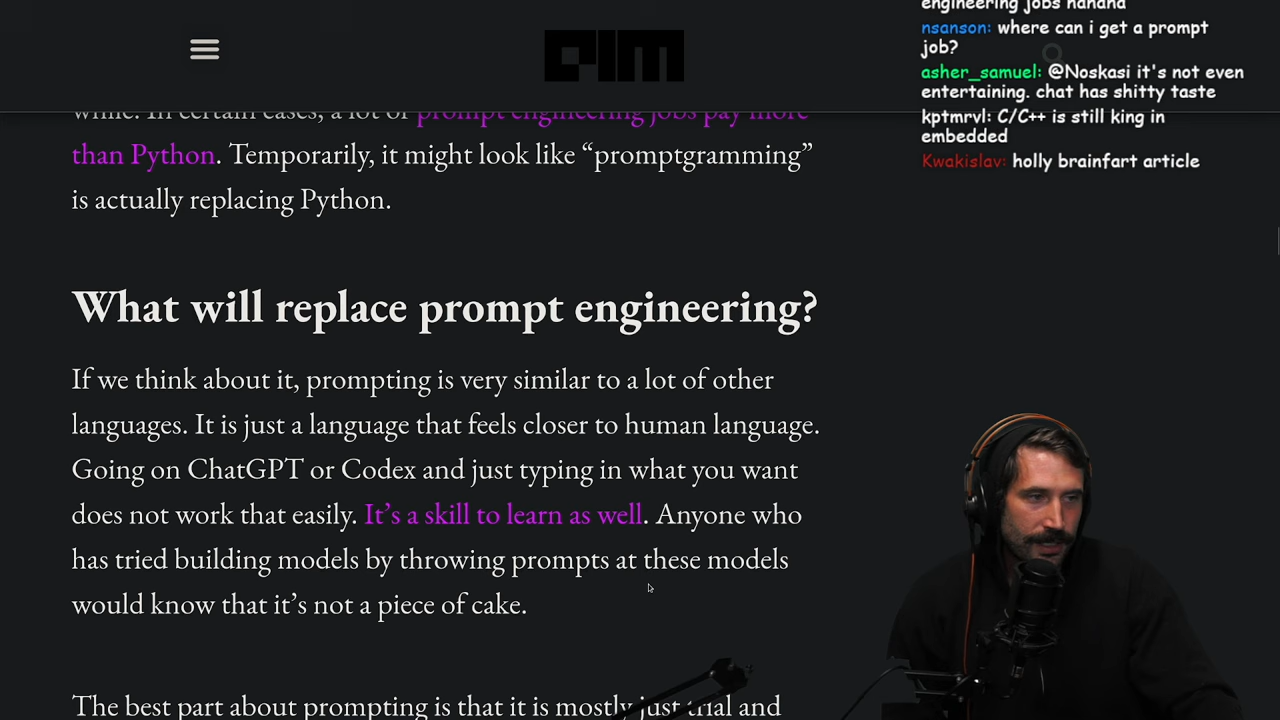 while. In certain cases, a lot of prompt engineering jobs pay more
than Python. Temporarily, it might look like “promptgramming”
is actually replacing Python.
What will replace prompt engineering?
If we think about it, prompting is very similar to a lot of other
languages. It is just a language that feels closer to human language.
Going on ChatGPT or Codex and just typing in what you want
does not work that easily. It’s a skill to learn as well. Anyone who
has tried building models by throwing prompts at these models
would know that it’s not a piece of cake.
The best part about prompting is that it is mostly just trial and
aim
engineering jobs hahaha
nsanson: where can i get a prompt
job?
asher_samuel: @Noskasi it's not even
entertaining. chat has shitty taste
kptmrvl: C/C++ is still king in
embedded
Kwakislav: holly brainfart article